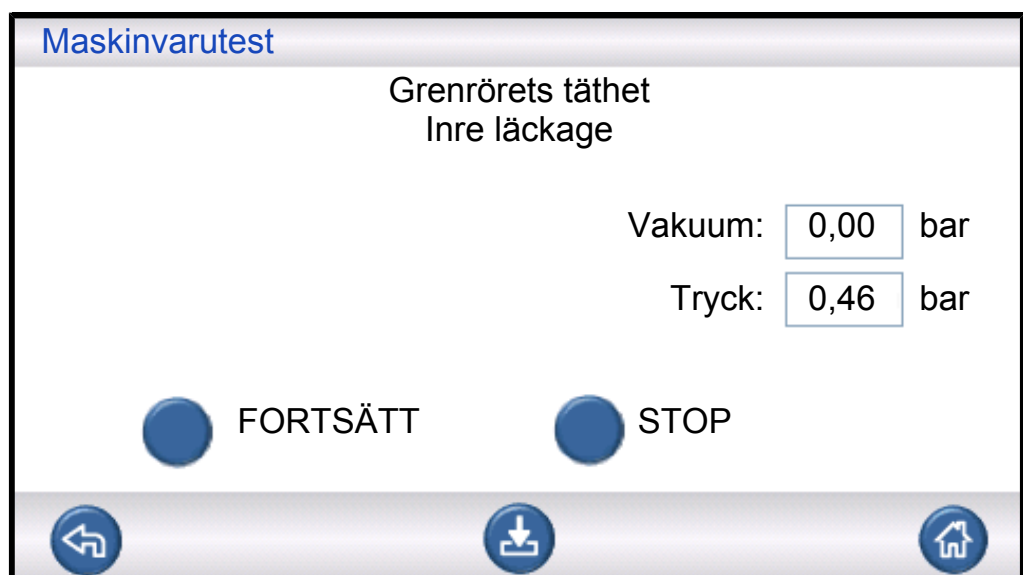 Maskinvarutest
Grenrörets täthet
Inre läckage
Vakuum: 0,00 bar
Tryck: 0,46 bar
FORTSÄTT STOP